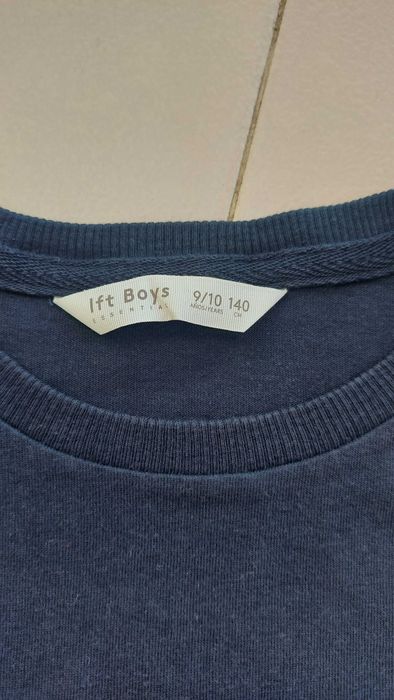 lft Boys
ESSENTIAL
9/10 140
AÑOS/YEARS CM